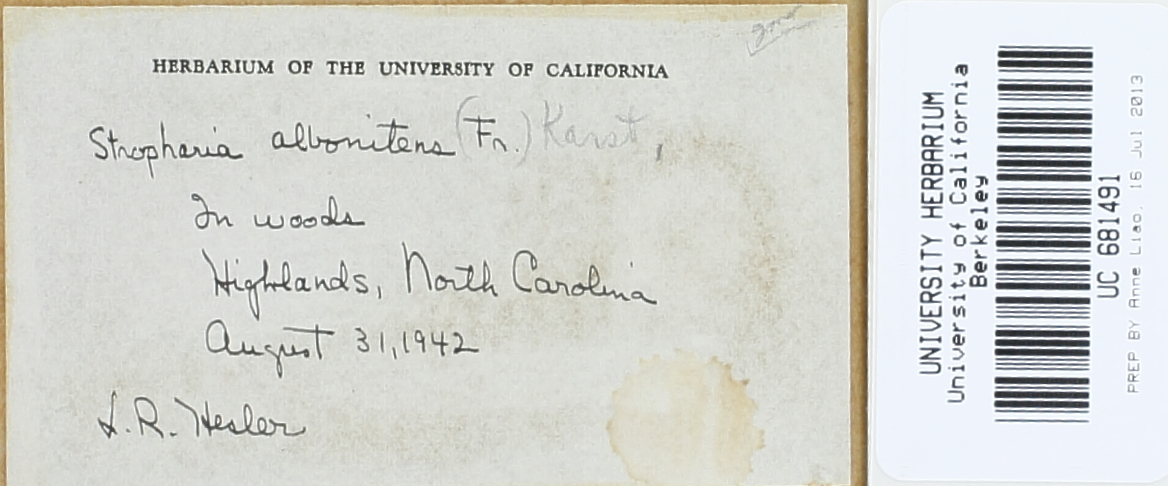 HERBARIUM OF THE UNIVERSITY OF CALIFORNIA
Stropharia albonitens (Fr.) Karst,
In woods
Highlands, North Carolina
August 31, 1942
L. R. Hesler
UNIVERSITY HERBARIUM
University of California
Berkeley
UC 681491
PREP BY Anne Liao, 16 Jul 2013